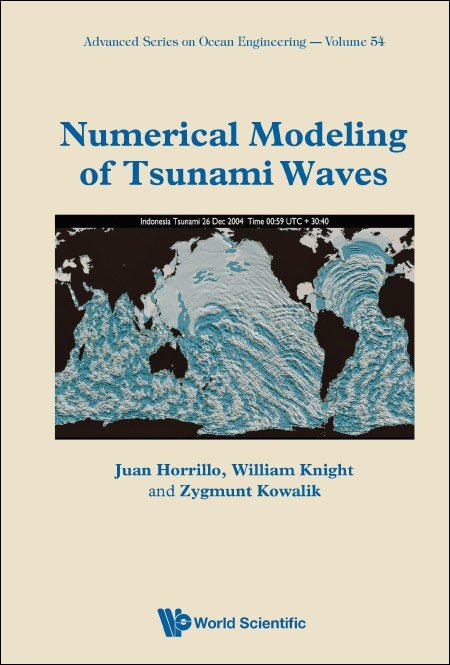 Advanced Series on Ocean Engineering — Volume 54
Numerical Modeling
of Tsunami Waves
Indonesia Tsunami 26 Dec 2004 Time 00:59 UTC + 30:40
Juan Horrillo, William Knight
and Zygmunt Kowalik
World Scientific